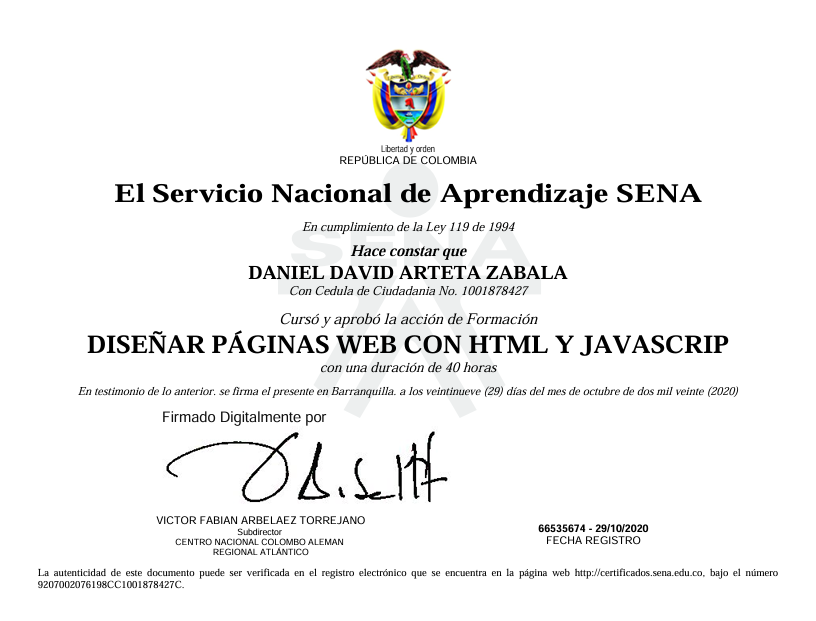 Libertad y orden
REPÚBLICA DE COLOMBIA
El Servicio Nacional de Aprendizaje SENA
En cumplimiento de la Ley 119 de 1994
SENA
Hace constar que
DANIEL DAVID ARTETA ZABALA
Con Cedula de Ciudadania No. 1001878427
Cursó y aprobó la acción de Formación
DISEÑAR PÁGINAS WEB CON HTML Y JAVASCRIP
con una duración de 40 horas
En testimonio de lo anterior. se firma el presente en Barranquilla. a los veintinueve (29) días del mes de octubre de dos mil veinte (2020)
Firmado Digitalmente por
VICTOR FABIAN ARBELAEZ TORREJANO
Subdirector
CENTRO NACIONAL COLOMBO ALEMAN
REGIONAL ATLÁNTICO
66535674 - 29/10/2020
FECHA REGISTRO
La autenticidad de este documento puede ser verificada en el registro electrónico que se encuentra en la página web http://certificados.sena.edu.co, bajo el número
9207002076198CC1001878427C.